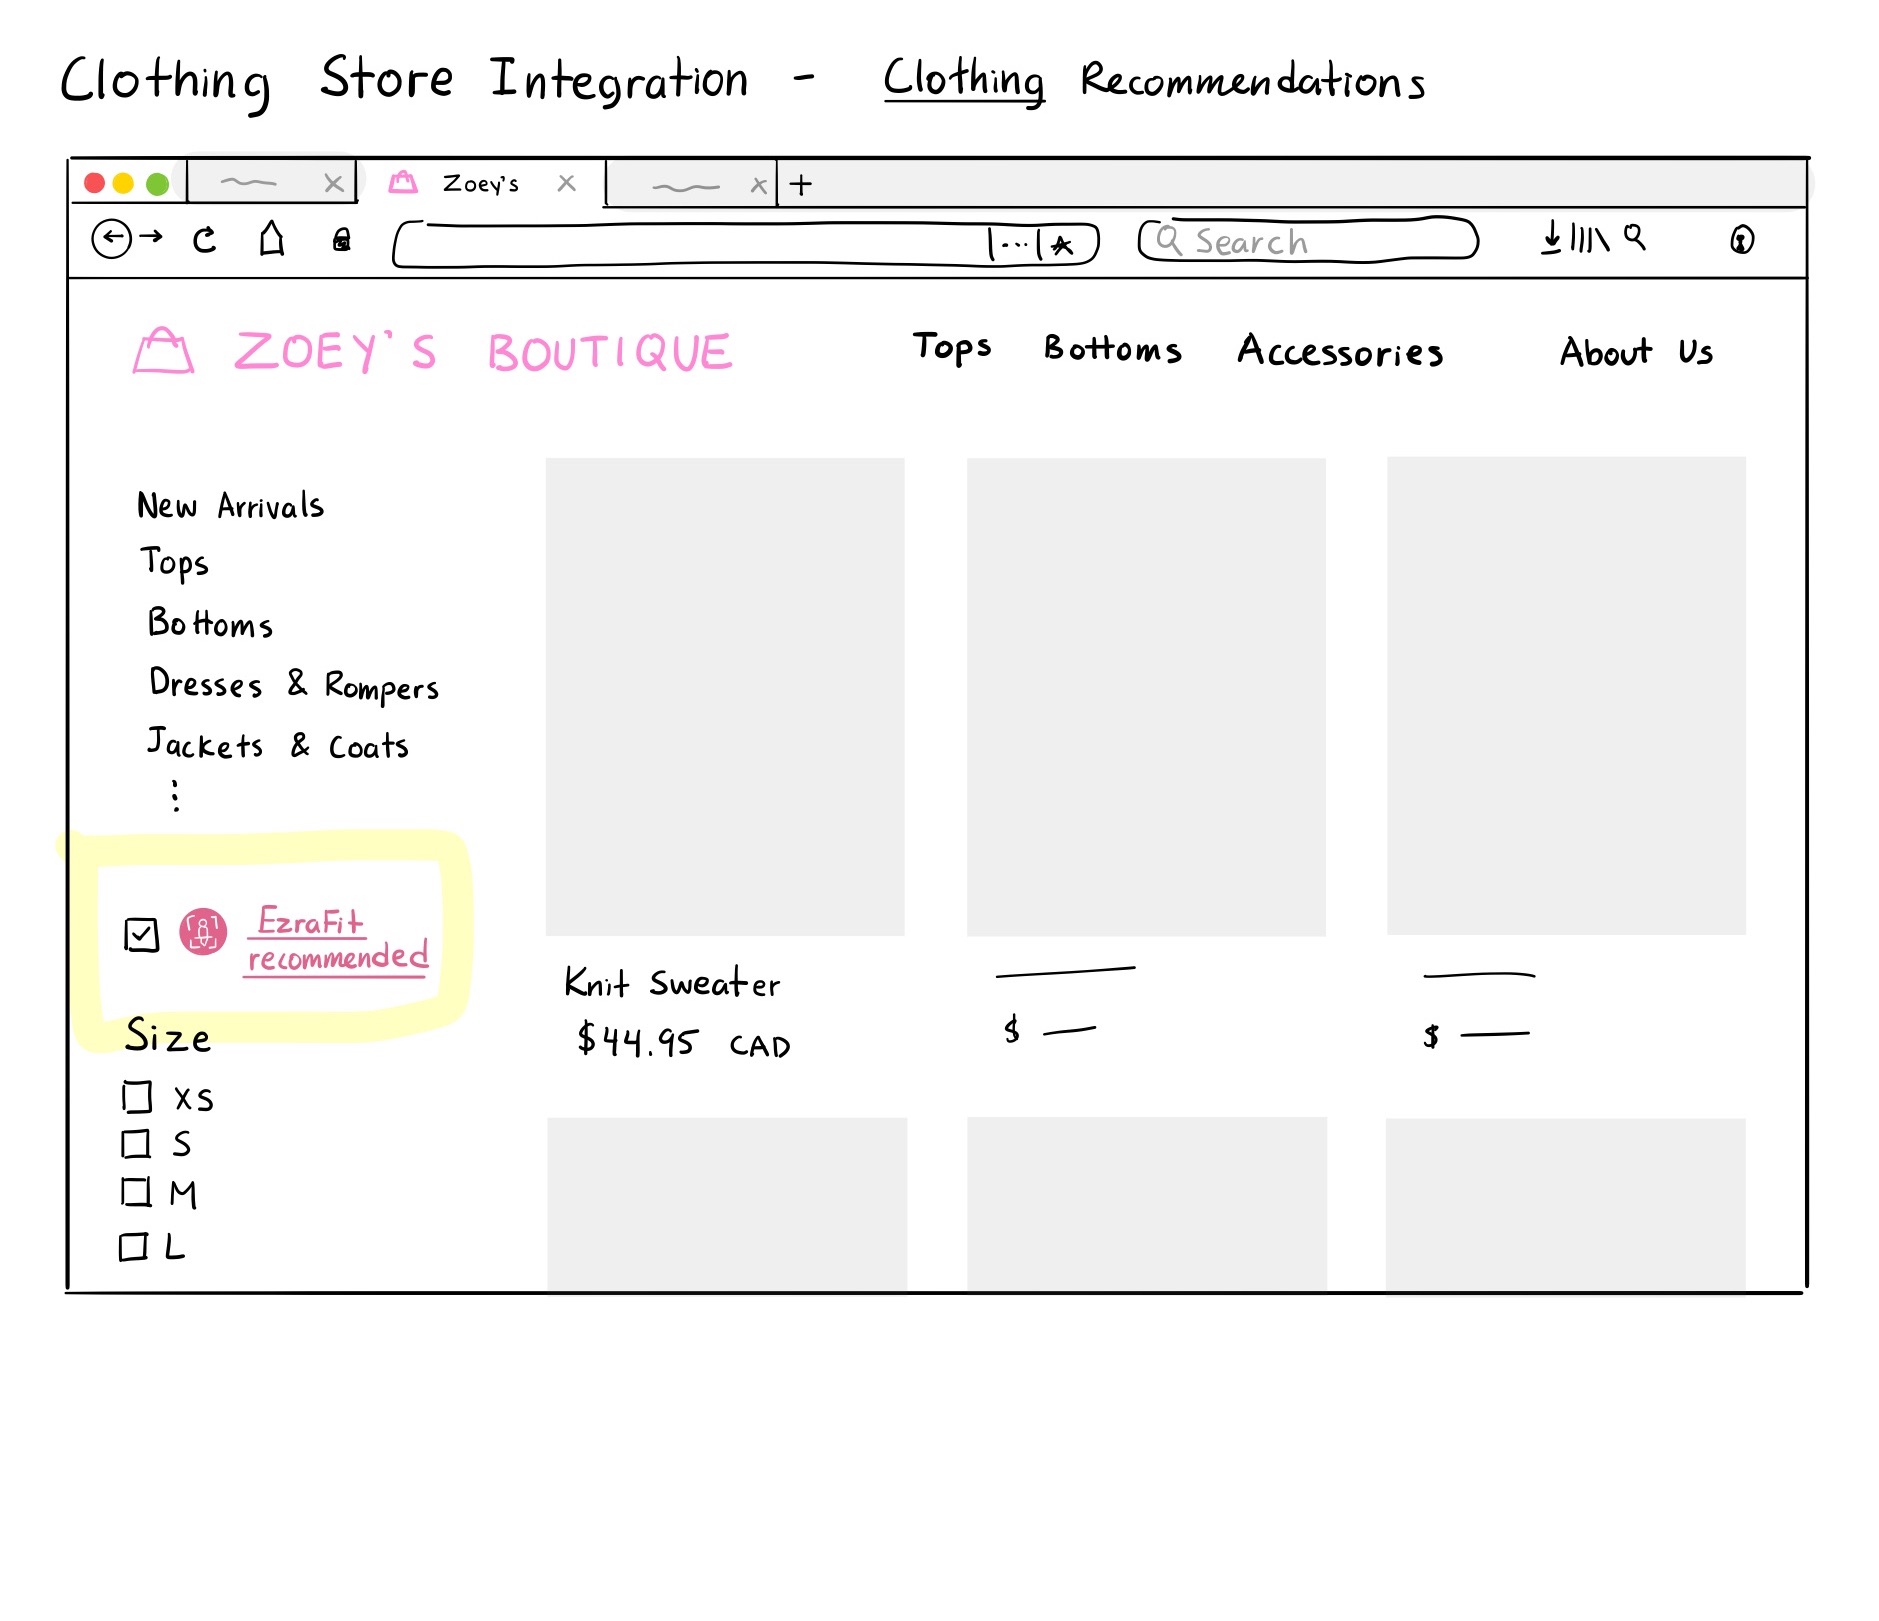 Clothing Store Integration - Clothing Recommendations
Zoey's
Search
ZOEY'S BOUTIQUE
Tops Bottoms Accessories About Us
New Arrivals
Tops
Bottoms
Dresses & Rompers
Jackets & Coats
EzraFit
recommended
Size
XS
S
M
L
Knit Sweater
$44.95 CAD
$
$